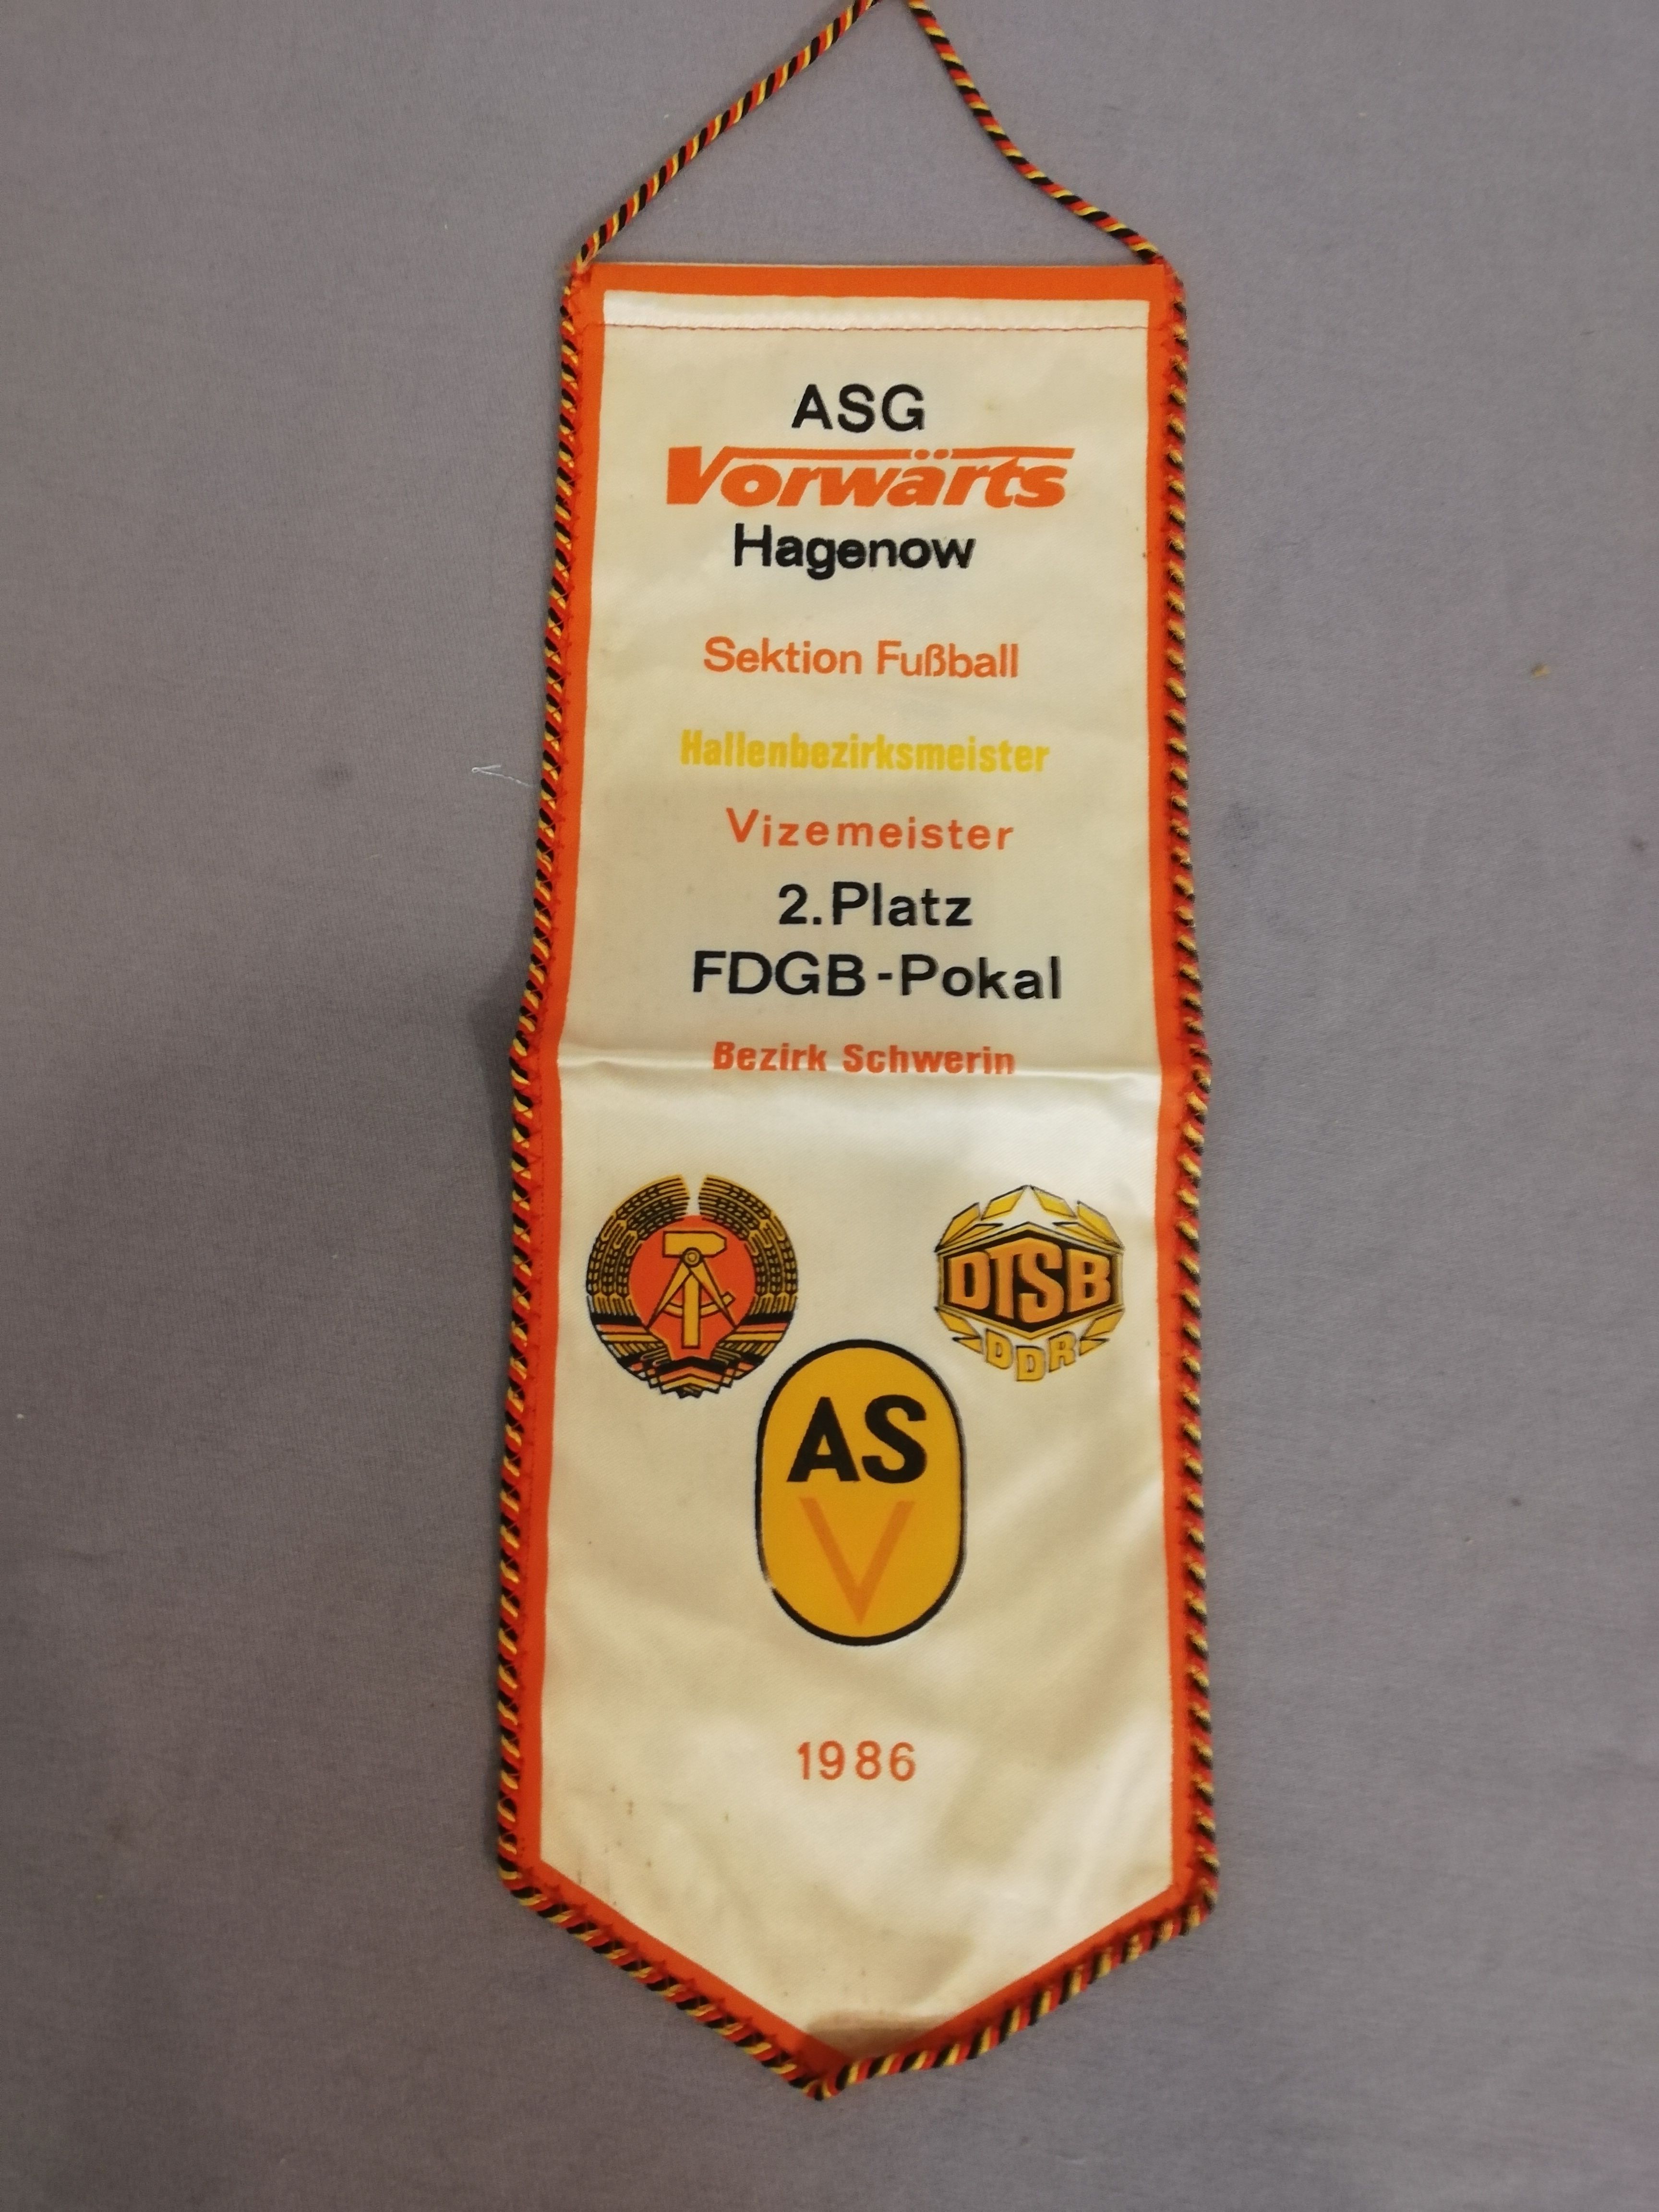 ASG
Vorwärts
Hagenow
Sektion Fußball
Hallenbezirksmeister
Vizemeister
2. Platz
FDGB-Pokal
Bezirk Schwerin
DTSB
DDR
AS
V
1986